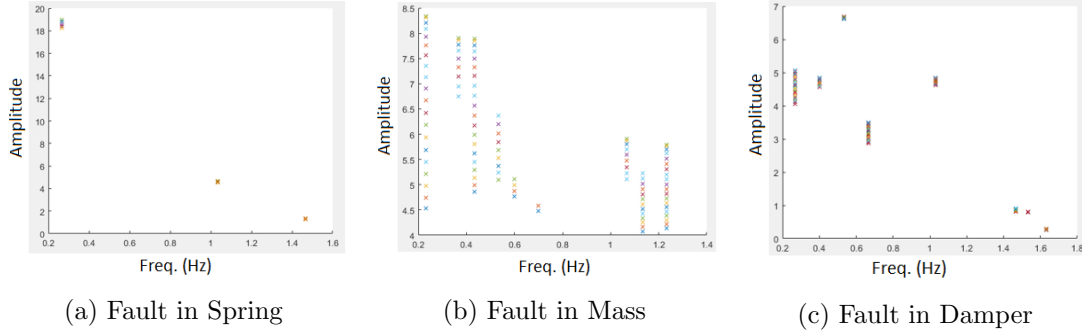 20
18
16
14
12
10
8
6
4
2
0
0.2 0.4 0.6 0.8 1 1.2 1.4 1.6
Amplitude
Freq. (Hz)
(a) Fault in Spring
8.5
8
7.5
7
6.5
6
5.5
5
4.5
4
0.2 0.4 0.6 0.8 1 1.2 1.4
Amplitude
Freq. (Hz)
(b) Fault in Mass
7
6
5
4
3
2
1
0
0.2 0.4 0.6 0.8 1 1.2 1.4 1.6 1.8
Amplitude
Freq. (Hz)
(c) Fault in Damper